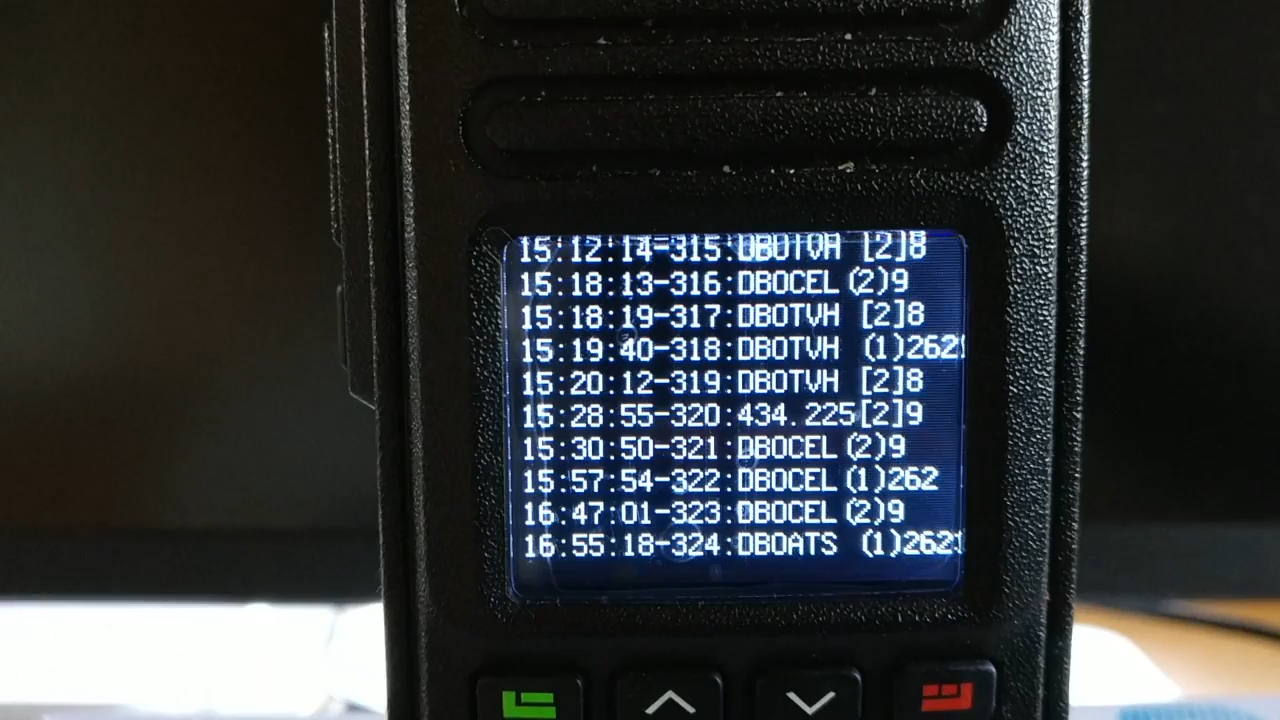 15:12:14-315:DB0TVH [2]8
15:18:13-316:DB0CEL(2)9
15:18:19-317:DB0TVH [2]8
15:19:40-318:DB0TVH (1)262
15:20:12-319:DB0TVH [2]8
15:28:55-320:434.225[2]9
15:30:50-321:DB0CEL(2)9
15:57:54-322:DB0CEL(1)262
16:47:01-323:DB0CEL(2)9
16:55:18-324:DB0ATS (1)262